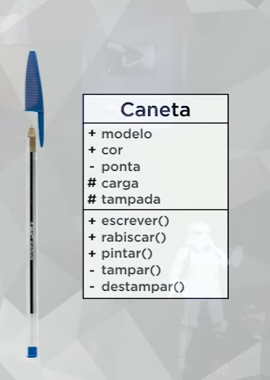 Caneta
+ modelo
+ cor
- ponta
# carga
# tampada
+ escrever()
+ rabiscar()
+ pintar()
- tampar()
- destampar()